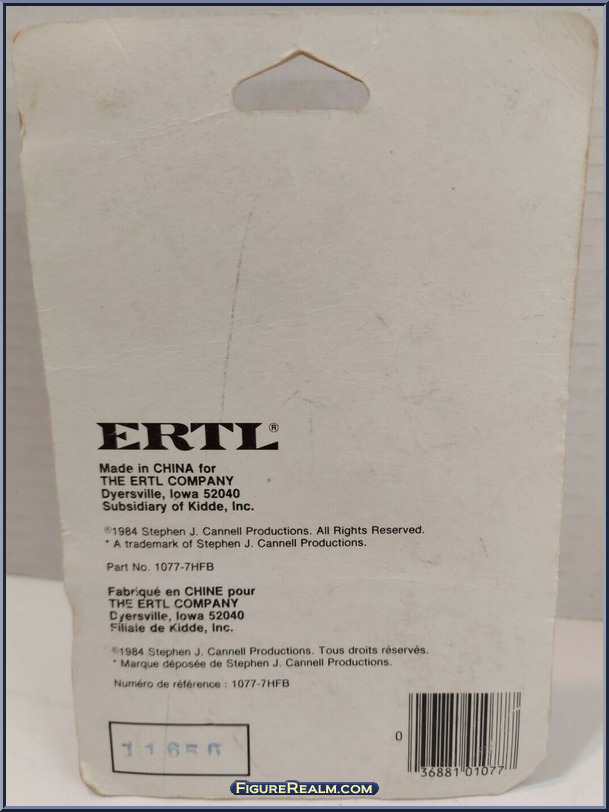 ERTL®
Made in CHINA for
THE ERTL COMPANY
Dyersville, Iowa 52040
Subsidiary of Kidde, Inc.
©1984 Stephen J. Cannell Productions. All Rights Reserved.
* A trademark of Stephen J. Cannell Productions.
Part No. 1077-7HFB
Fabriqué en CHINE pour
THE ERTL COMPANY
Dyersville, Iowa 52040
Filiale de Kidde, Inc.
©1984 Stephen J. Cannell Productions. Tous droits réservés.
* Marque déposée de Stephen J. Cannell Productions.
Numéro de référence : 1077-7HFB
11656
0 36881 01077
FigureRealm.com